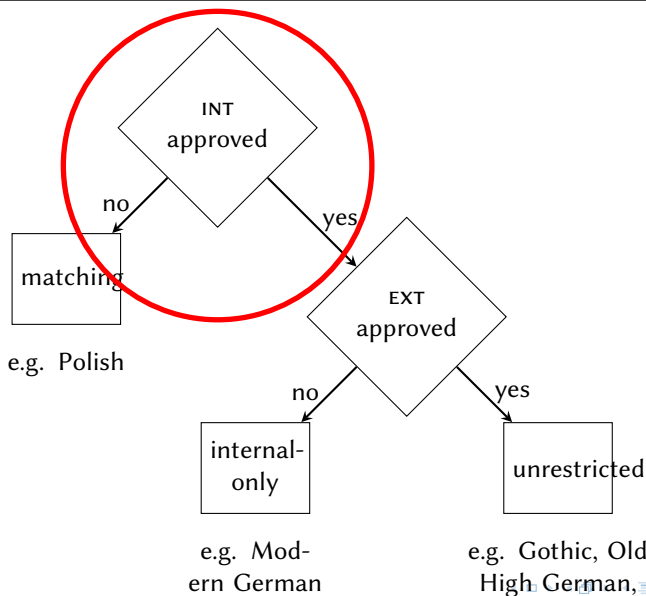 INT
approved
no
yes
matching
EXT
approved
e.g. Polish
no
yes
internal-
only
unrestricted
e.g. Mod-
ern German
e.g. Gothic, Old
High German,